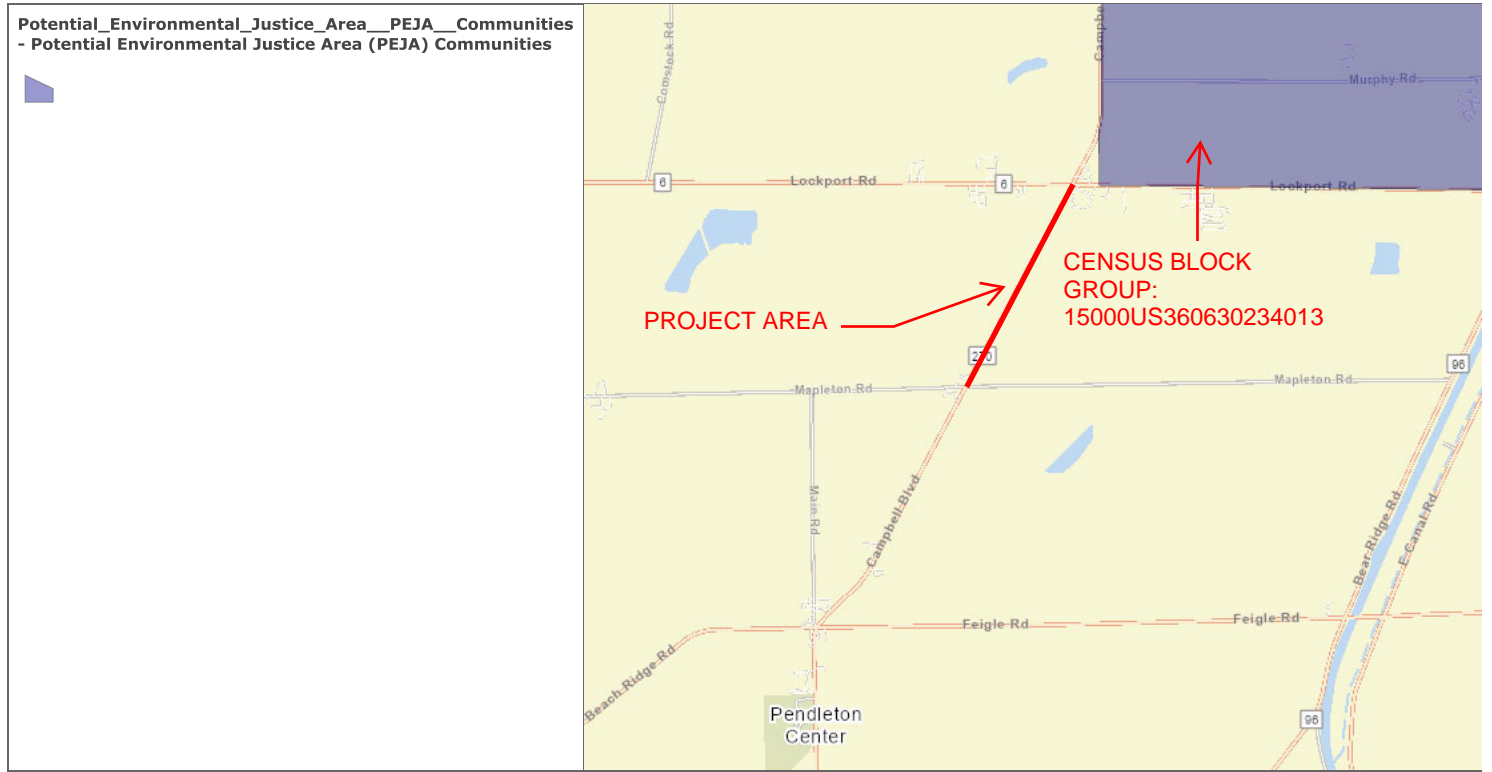 Potential_Environmental_Justice_Area__PEJA__Communities
- Potential Environmental Justice Area (PEJA) Communities
Comstock Rd
Campbe
Murphy Rd
6
Lockport Rd
6
Lockport Rd
CENSUS BLOCK
GROUP:
15000US360630234013
PROJECT AREA
270
96
Mapleton Rd
Mapleton Rd
Main Rd
Campbell Blvd
Bear Ridge Rd
E Canal Rd
Feigle Rd
Feigle Rd
Beach Ridge Rd
Pendleton
Center
96